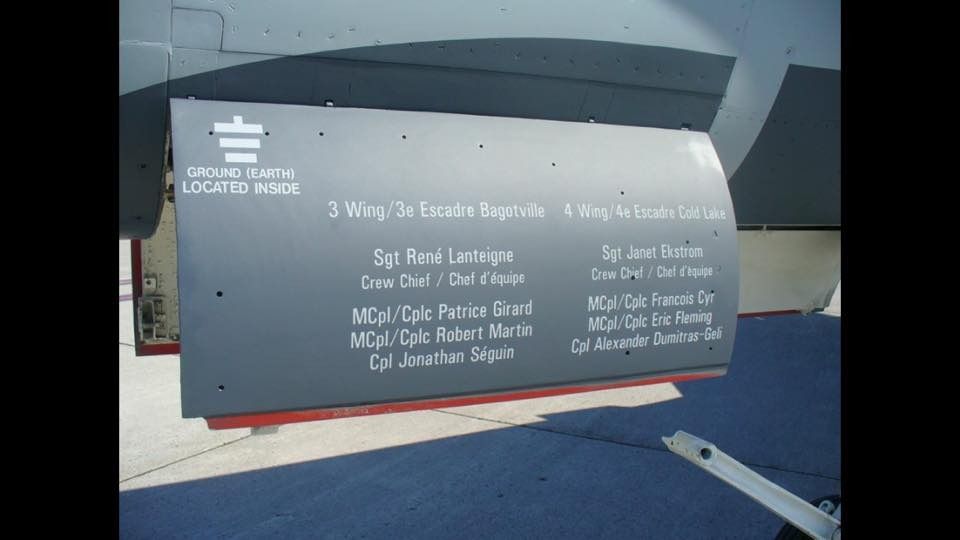 GROUND (EARTH)
LOCATED INSIDE
3 Wing/3e Escadre Bagotville
Sgt René Lanteigne
Crew Chief / Chef d'équipe
MCpl/Cplc Patrice Girard
MCpl/Cplc Robert Martin
Cpl Jonathan Séguin
4 Wing/4e Escadre Cold Lake
Sgt Janet Ekstrom
Crew Chief / Chef d'équipe
MCpl/Cplc Francois Cyr
MCpl/Cplc Eric Fleming
Cpl Alexander Dumitras-Geli